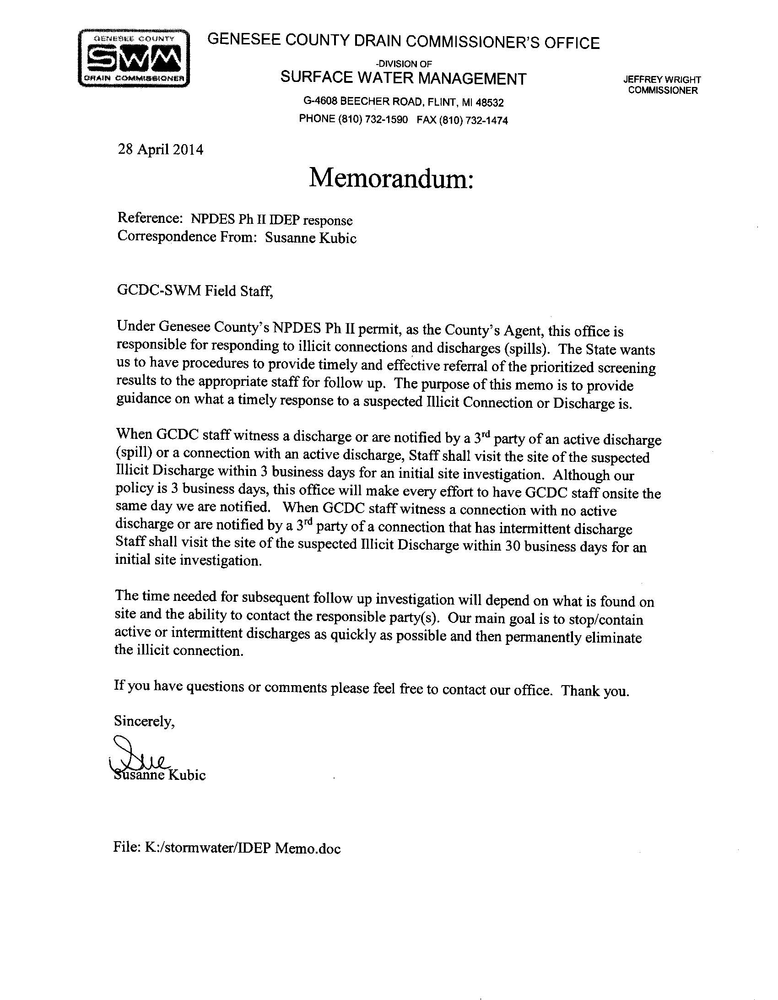 GENESEE COUNTY
SWM
DRAIN COMMISSIONER
GENESEE COUNTY DRAIN COMMISSIONER'S OFFICE
-DIVISION OF
SURFACE WATER MANAGEMENT
JEFFREY WRIGHT
COMMISSIONER
G-4608 BEECHER ROAD, FLINT, MI 48532
PHONE (810) 732-1590 FAX (810) 732-1474
28 April 2014
Memorandum:
Reference: NPDES Ph II IDEP response
Correspondence From: Susanne Kubic
GCDC-SWM Field Staff,
Under Genesee County's NPDES Ph II permit, as the County's Agent, this office is
responsible for responding to illicit connections and discharges (spills). The State wants
us to have procedures to provide timely and effective referral of the prioritized screening
results to the appropriate staff for follow up. The purpose of this memo is to provide
guidance on what a timely response to a suspected Illicit Connection or Discharge is.
When GCDC staff witness a discharge or are notified by a 3rd party of an active discharge
(spill) or a connection with an active discharge, Staff shall visit the site of the suspected
Illicit Discharge within 3 business days for an initial site investigation. Although our
policy is 3 business days, this office will make every effort to have GCDC staff onsite the
same day we are notified. When GCDC staff witness a connection with no active
discharge or are notified by a 3rd party of a connection that has intermittent discharge
Staff shall visit the site of the suspected Illicit Discharge within 30 business days for an
initial site investigation.
The time needed for subsequent follow up investigation will depend on what is found on
site and the ability to contact the responsible party(s). Our main goal is to stop/contain
active or intermittent discharges as quickly as possible and then permanently eliminate
the illicit connection.
If you have questions or comments please feel free to contact our office. Thank you.
Sincerely,
Sue
Susanne Kubic
File: K:/stormwater/IDEP Memo.doc